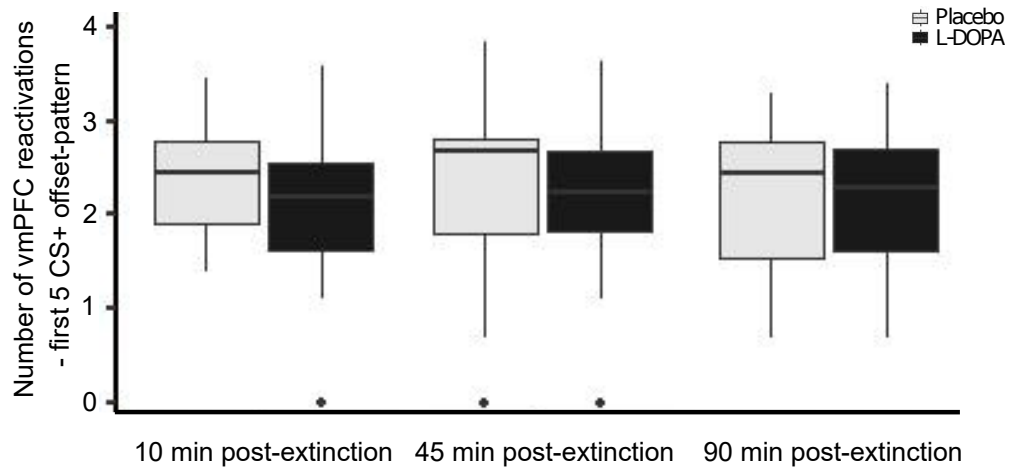 Number of vmPFC reactivations
- first 5 CS+ offset-pattern
4
3
2
1
0
Placebo
L-DOPA
10 min post-extinction
45 min post-extinction
90 min post-extinction